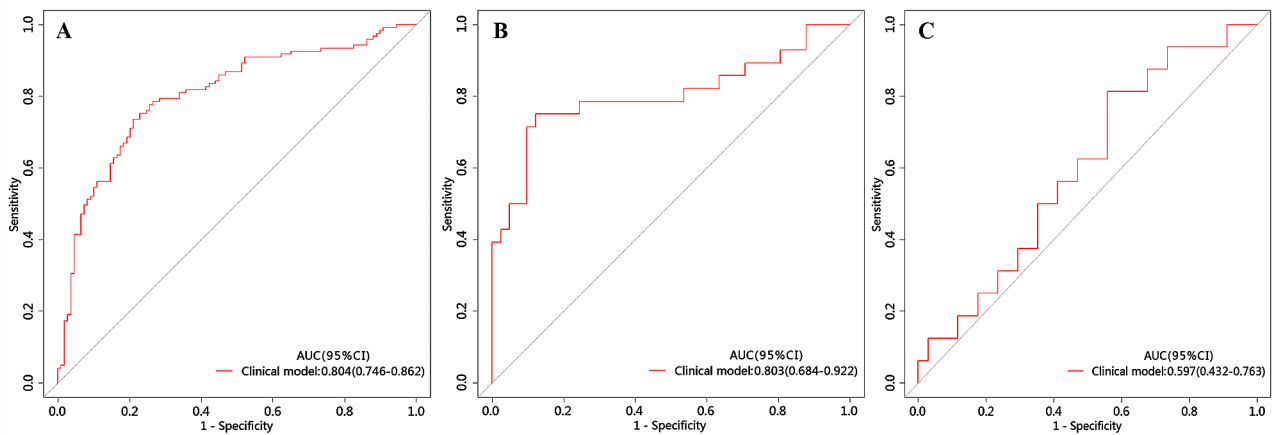 A
Sensitivity
1.0
0.8
0.6
0.4
0.2
0.0
AUC(95%CI)
Clinical model:0.804(0.746-0.862)
0.0 0.2 0.4 0.6 0.8 1.0
1 - Specificity
B
Sensitivity
1.0
0.8
0.6
0.4
0.2
0.0
AUC(95%CI)
Clinical model:0.803(0.684-0.922)
0.0 0.2 0.4 0.6 0.8 1.0
1 - Specificity
C
Sensitivity
1.0
0.8
0.6
0.4
0.2
0.0
AUC(95%CI)
Clinical model:0.597(0.432-0.763)
0.0 0.2 0.4 0.6 0.8 1.0
1 - Specificity